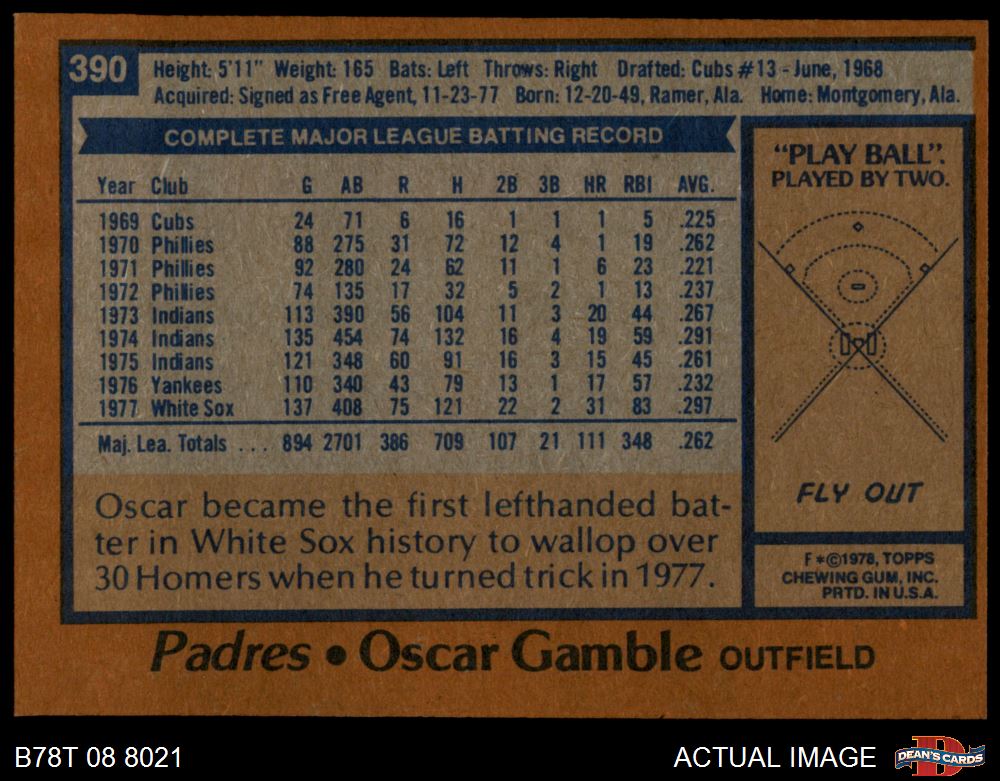 390
Height: 5'11" Weight: 165 Bats: Left Throws: Right Drafted: Cubs #13 - June, 1968
Acquired: Signed as Free Agent, 11-23-77 Born: 12-20-49, Ramer, Ala. Home: Montgomery, Ala.
COMPLETE MAJOR LEAGUE BATTING RECORD
Year Club G AB R H 2B 3B HR RBI AVG.
1969 Cubs 24 71 6 16 1 1 1 5 .225
1970 Phillies 88 275 31 72 12 4 1 19 .262
1971 Phillies 92 280 24 62 11 1 6 23 .221
1972 Phillies 74 135 17 32 5 2 1 13 .237
1973 Indians 113 390 56 104 11 3 20 44 .267
1974 Indians 135 454 74 132 16 4 19 59 .291
1975 Indians 121 348 60 91 16 3 15 45 .261
1976 Yankees 110 340 43 79 13 1 17 57 .232
1977 White Sox 137 408 75 121 22 2 31 83 .297
Maj. Lea. Totals ... 894 2701 386 709 107 21 111 348 .262
Oscar became the first lefthanded bat-
ter in White Sox history to wallop over
30 Homers when he turned trick in 1977.
"PLAY BALL".
PLAYED BY TWO.
FLY OUT
F*©1978, TOPPS
CHEWING GUM, INC.
PRTD. IN U.S.A.
Padres • Oscar Gamble OUTFIELD
B78T 08 8021
ACTUAL IMAGE
D
DEAN'S CARDS